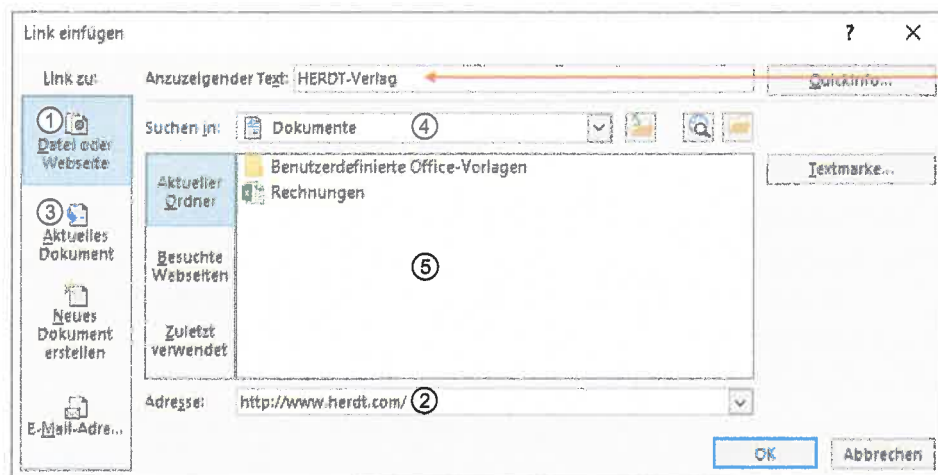 Link einfügen ? ×
Link zu: Anzuzeigender Text: HERDT-Verlag QuickInfo...
① Datei oder Webseite
Suchen in: Dokumente ④
Aktueller Ordner
Benutzerdefinierte Office-Vorlagen
Rechnungen
Textmarke...
③ Aktuelles Dokument
Besuchte Webseiten
⑤
Neues Dokument erstellen
Zuletzt verwendet
E-Mail-Adre...
Adresse: http://www.herdt.com/ ②
OK Abbrechen